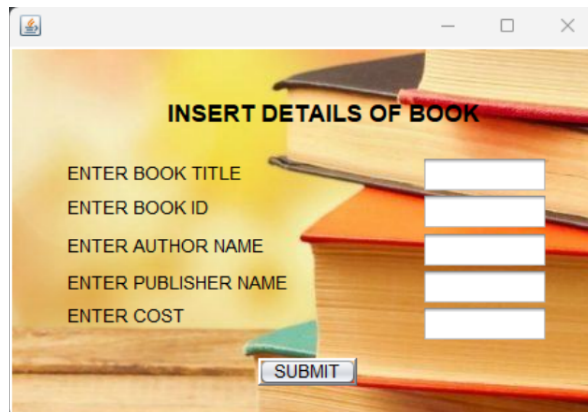 INSERT DETAILS OF BOOK
ENTER BOOK TITLE
ENTER BOOK ID
ENTER AUTHOR NAME
ENTER PUBLISHER NAME
ENTER COST
SUBMIT